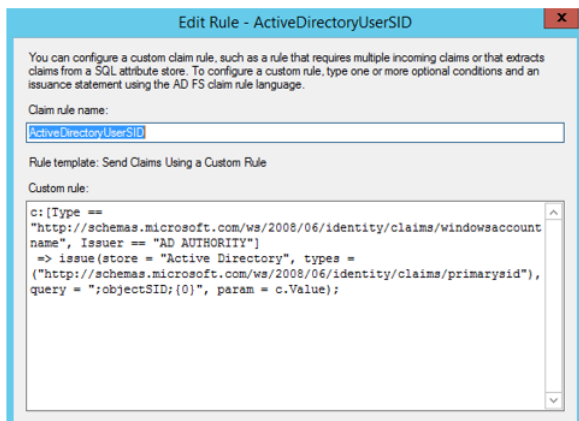 Edit Rule - ActiveDirectoryUserSID
x
You can configure a custom claim rule, such as a rule that requires multiple incoming claims or that extracts
claims from a SQL attribute store. To configure a custom rule, type one or more optional conditions and an
issuance statement using the AD FS claim rule language.
Claim rule name:
ActiveDirectoryUserSID
Rule template: Send Claims Using a Custom Rule
Custom rule:
c:[Type ==
"http://schemas.microsoft.com/ws/2008/06/identity/claims/windowsaccount
name", Issuer == "AD AUTHORITY"]
=> issue(store = "Active Directory", types =
("http://schemas.microsoft.com/ws/2008/06/identity/claims/primarysid"),
query = ";objectSID;{0}", param = c.Value);